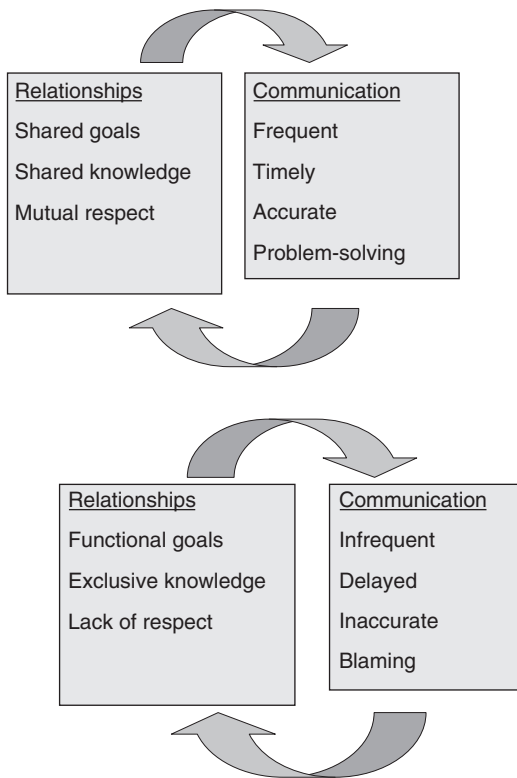 Relationships
Shared goals
Shared knowledge
Mutual respect
Communication
Frequent
Timely
Accurate
Problem-solving
Relationships
Functional goals
Exclusive knowledge
Lack of respect
Communication
Infrequent
Delayed
Inaccurate
Blaming